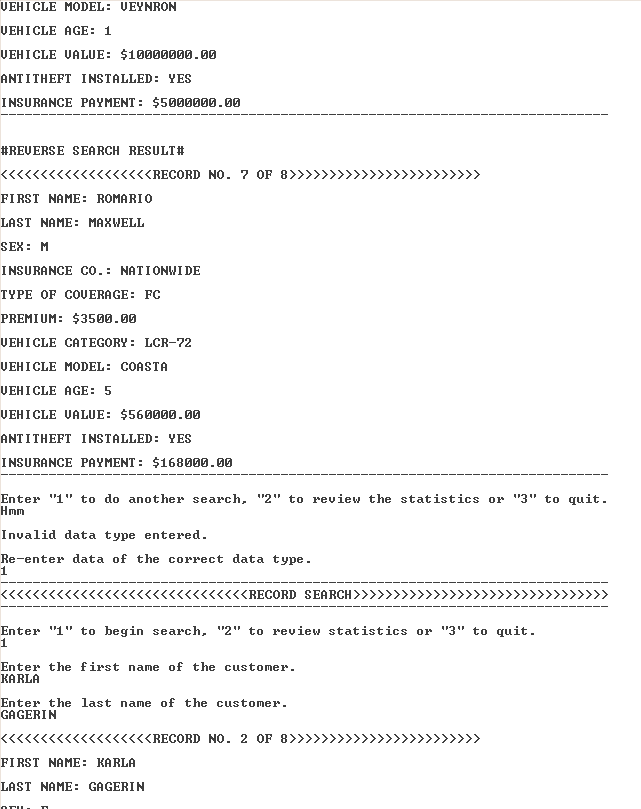 VEHICLE MODEL: VEYNRON
VEHICLE AGE: 1
VEHICLE VALUE: $10000000.00
ANTITHEFT INSTALLED: YES
INSURANCE PAYMENT: $5000000.00
----------------------------------------------------------------------------
#REVERSE SEARCH RESULT#
<<<<<<<<<<<<<<<<<<<RECORD NO. 7 OF 8>>>>>>>>>>>>>>>>>>>>>>>>
FIRST NAME: ROMARIO
LAST NAME: MAXWELL
SEX: M
INSURANCE CO.: NATIONWIDE
TYPE OF COVERAGE: FC
PREMIUM: $3500.00
VEHICLE CATEGORY: LCR-72
VEHICLE MODEL: COASTA
VEHICLE AGE: 5
VEHICLE VALUE: $560000.00
ANTITHEFT INSTALLED: YES
INSURANCE PAYMENT: $168000.00
----------------------------------------------------------------------------
Enter "1" to do another search, "2" to review the statistics or "3" to quit.
Hmm
Invalid data type entered.
Re-enter data of the correct data type.
1
----------------------------------------------------------------------------
<<<<<<<<<<<<<<<<<<<<<<<<<<<<<<<RECORD SEARCH>>>>>>>>>>>>>>>>>>>>>>>>>>>>>>>>
----------------------------------------------------------------------------
Enter "1" to begin search, "2" to review statistics or "3" to quit.
1
Enter the first name of the customer.
KARLA
Enter the last name of the customer.
GAGERIN
<<<<<<<<<<<<<<<<<<<RECORD NO. 2 OF 8>>>>>>>>>>>>>>>>>>>>>>>>
FIRST NAME: KARLA
LAST NAME: GAGERIN